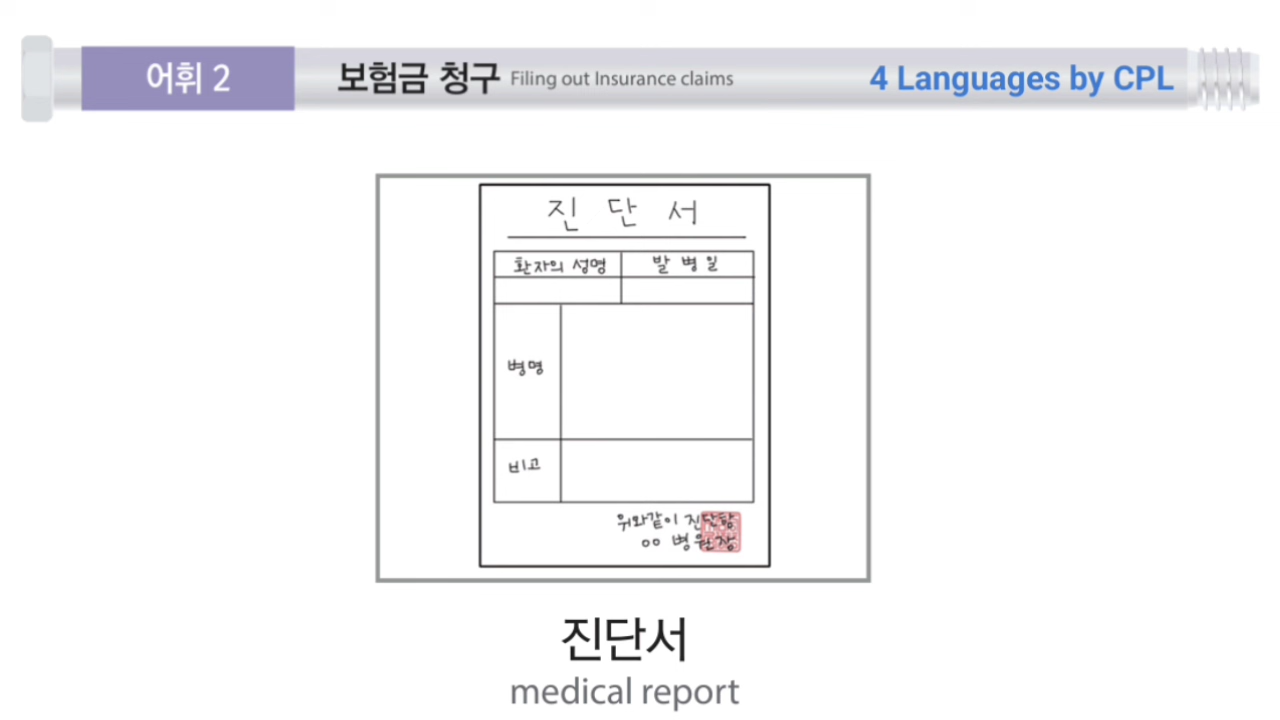 어휘 2 보험금 청구 Filing out Insurance claims 4 Languages by CPL
진 단 서
환자의 성명 발 병 일
병명
비고
위와같이 진단함
oo 병원장
진단서
medical report